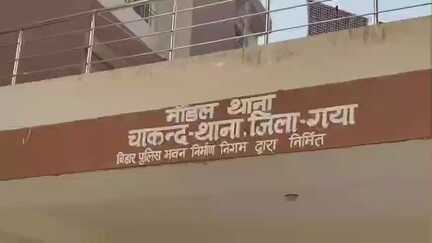 मॉडल थाना
चाकन्द-थाना, जिला-गया
बिहार पुलिस भवन निर्माण निगम द्वारा निर्मित